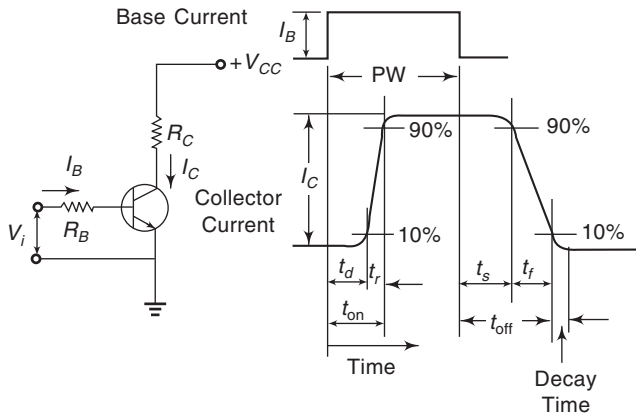 Base Current
I_B
+V_CC
PW
R_C
90%
90%
I_B
I_C
I_C
Collector
Current
V_i
R_B
10%
10%
t_d
t_r
t_s
t_f
t_on
t_off
Time
Decay
Time